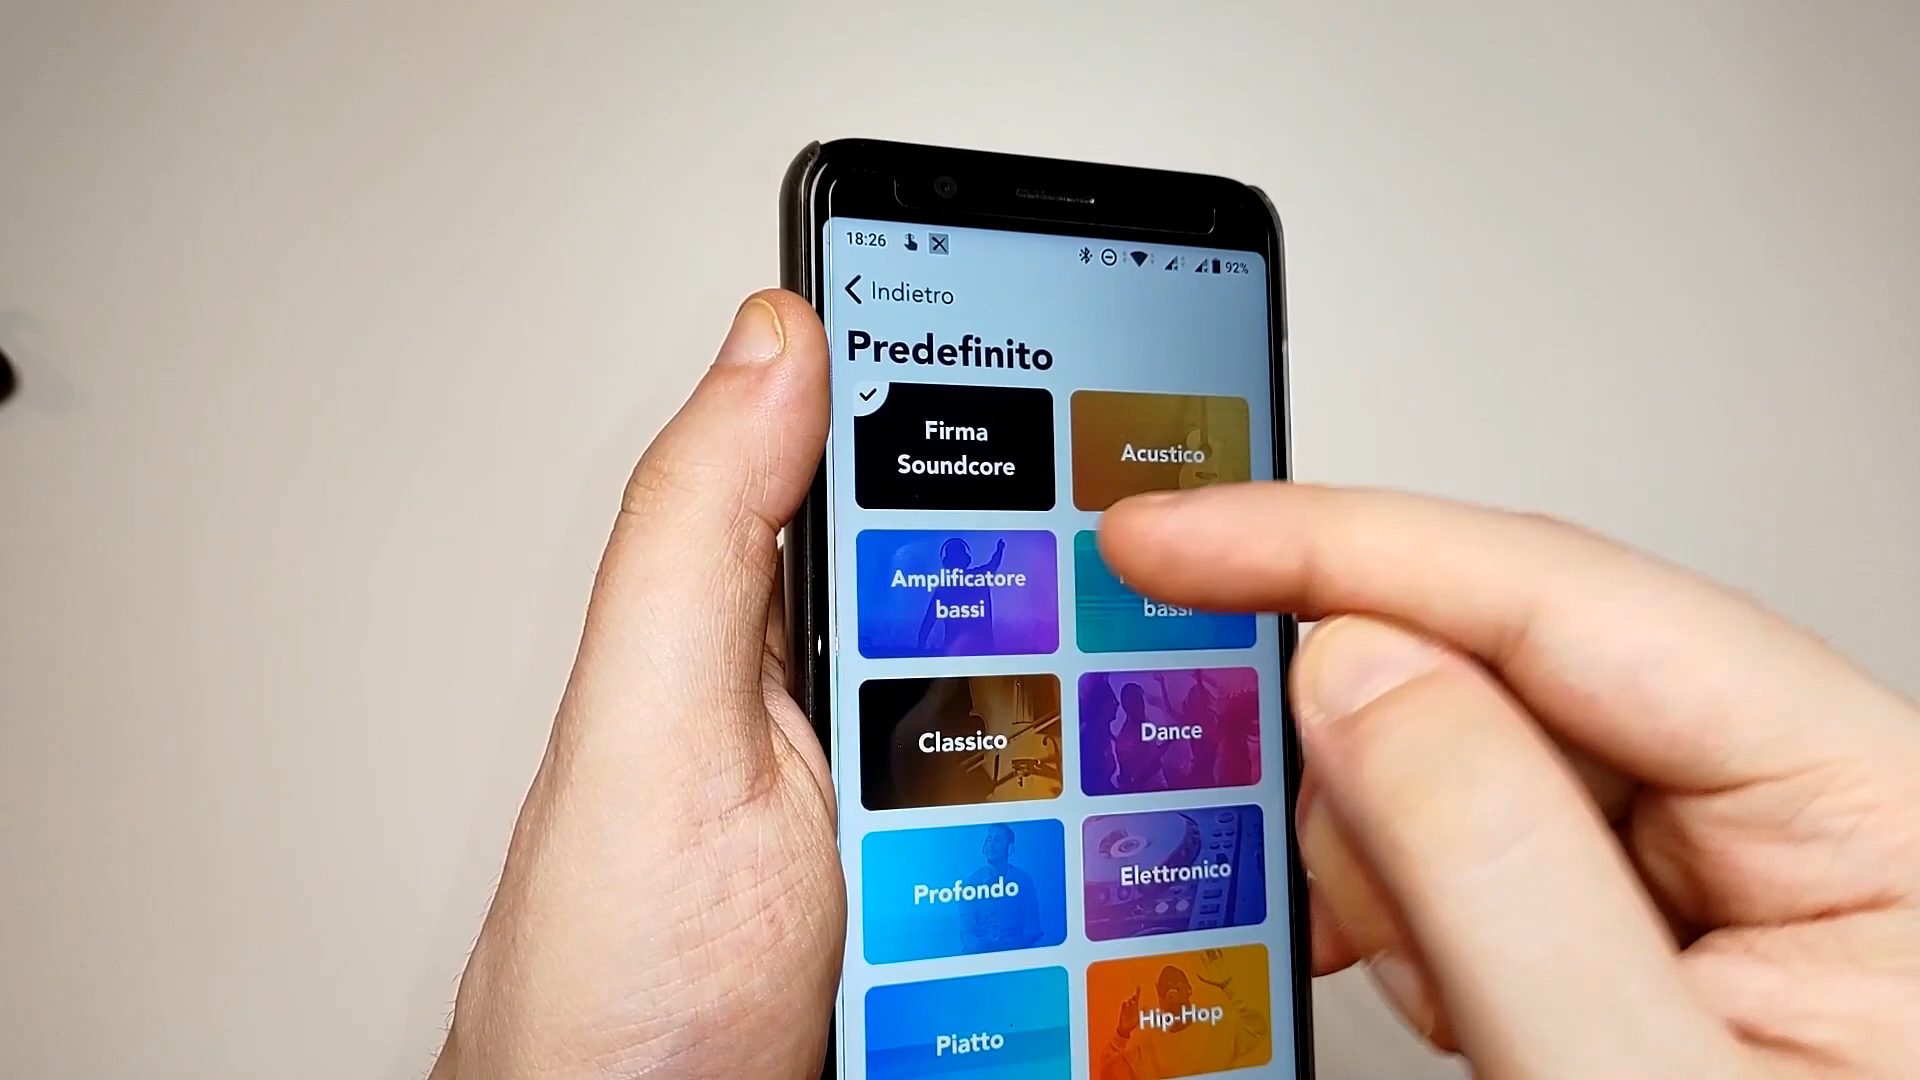 18:26
92%
Indietro
Predefinito
Firma
Soundcore
Acustico
Amplificatore
bassi
bassi
Classico
Dance
Profondo
Elettronico
Piatto
Hip-Hop